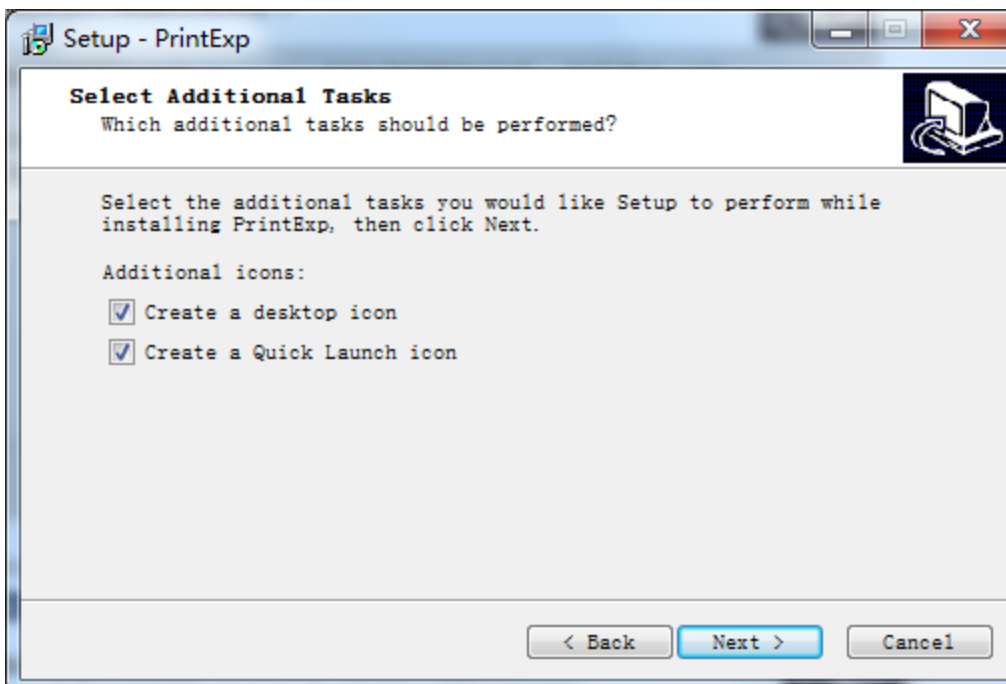 Setup - PrintExp
Select Additional Tasks
Which additional tasks should be performed?
Select the additional tasks you would like Setup to perform while
installing PrintExp, then click Next.
Additional icons:
Create a desktop icon
Create a Quick Launch icon
< Back
Next >
Cancel